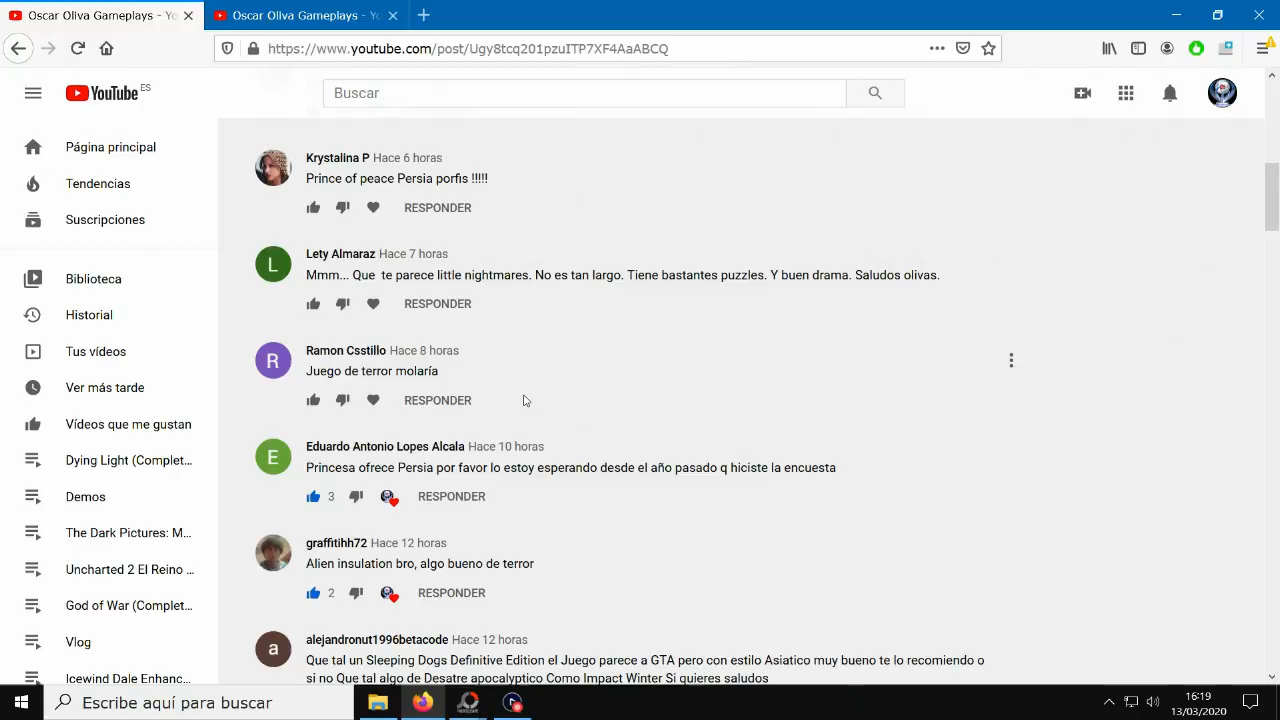 Oscar Oliva Gameplays - Yo
Oscar Oliva Gameplays - Yo
https://www.youtube.com/post/Ugy8tcq201pzuITP7XF4AaABCQ
YouTube ES
Buscar
Página principal
Tendencias
Suscripciones
Biblioteca
Historial
Tus vídeos
Ver más tarde
Vídeos que me gustan
Dying Light (Complet...
Demos
The Dark Pictures: M...
Uncharted 2 El Reino ...
God of War (Complet...
Vlog
Icewind Dale Enhanc...
Krystalina P Hace 6 horas
Prince of peace Persia porfis !!!!!
RESPONDER
L
Lety Almaraz Hace 7 horas
Mmm... Que te parece little nightmares. No es tan largo. Tiene bastantes puzzles. Y buen drama. Saludos olivas.
RESPONDER
R
Ramon Csstillo Hace 8 horas
Juego de terror molaría
RESPONDER
E
Eduardo Antonio Lopes Alcala Hace 10 horas
Princesa ofrece Persia por favor lo estoy esperando desde el año pasado q hiciste la encuesta
3 RESPONDER
graffitihh72 Hace 12 horas
Alien insulation bro, algo bueno de terror
2 RESPONDER
a
alejandronut1996betacode Hace 12 horas
Que tal un Sleeping Dogs Definitive Edition el Juego parece a GTA pero con estilo Asiatico muy bueno te lo recomiendo o
si no Que tal algo de Desatre apocalyptico Como Impact Winter Si quieres saludos
Escribe aquí para buscar
16:19
13/03/2020